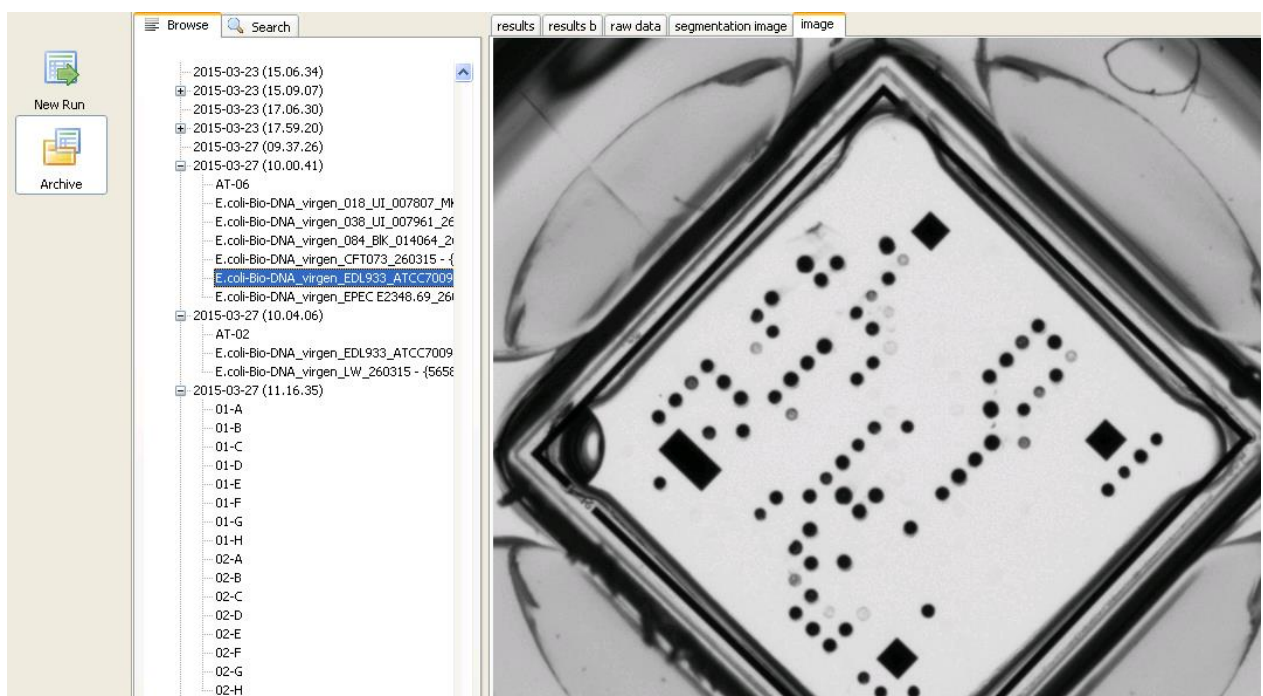 New Run
Archive
Browse
Search
2015-03-23 (15.06.34)
2015-03-23 (15.09.07)
2015-03-23 (17.06.30)
2015-03-23 (17.59.20)
2015-03-27 (09.37.26)
2015-03-27 (10.00.41)
AT-06
E.coli-Bio-DNA_virgen_018_UI_007807_
E.coli-Bio-DNA_virgen_038_UI_007961_26
E.coli-Bio-DNA_virgen_084_BlK_014064_
E.coli-Bio-DNA_virgen_CFT073_260315 - {
E.coli-Bio-DNA_virgen_EDL933_ATCC7009
E.coli-Bio-DNA_virgen_EPEC E2348.69_
2015-03-27 (10.04.06)
AT-02
E.coli-Bio-DNA_virgen_EDL933_ATCC7009
E.coli-Bio-DNA_virgen_LW_260315 - {5658
2015-03-27 (11.16.35)
01-A
01-B
01-C
01-D
01-E
01-F
01-G
01-H
02-A
02-B
02-C
02-D
02-E
02-F
02-G
02-H
results
results b
raw data
segmentation image
image